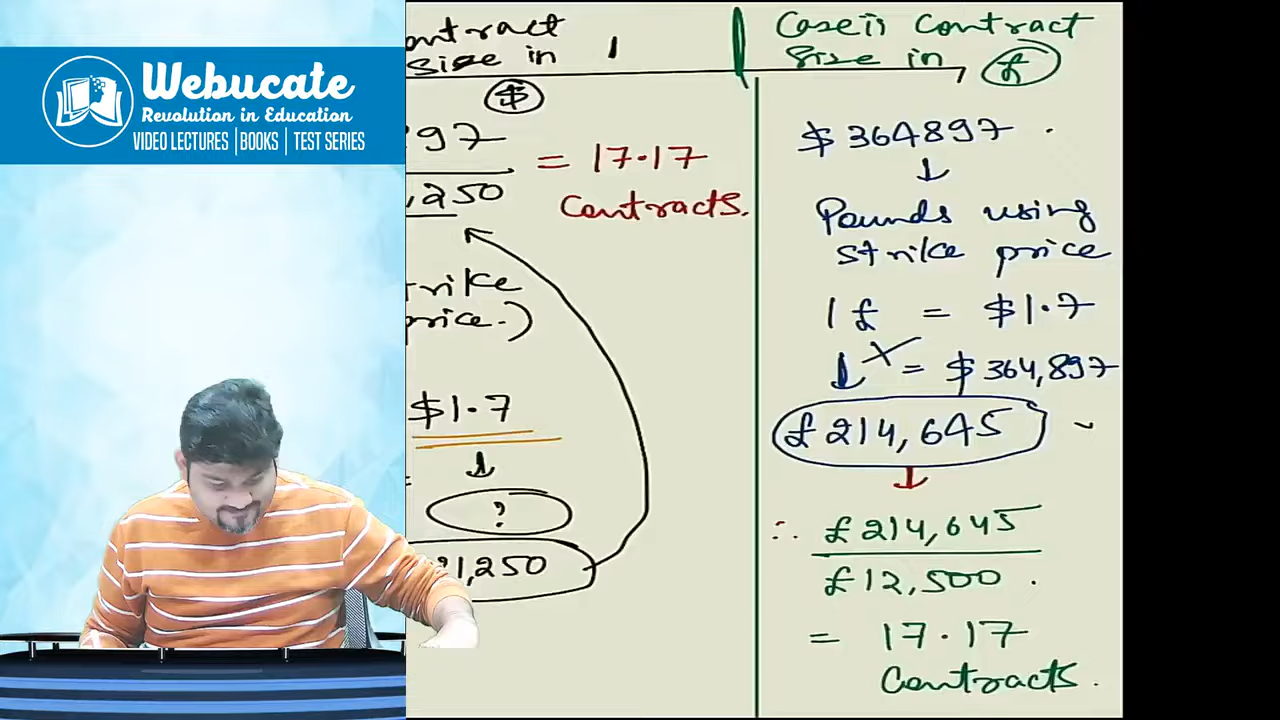 Webucate
Revolution in Education
VIDEO LECTURES | BOOKS | TEST SERIES
ontract
size in
($)
97
,250
= 17.17
contracts.
rike
price.)
$1.7
?
1,250
Case ii Contract
Size in £
$364897
↓
Pounds using
strike price
1£ = $1.7
↓ X = $364,897
£214,645
↓
∴ £214,645
£12,500
= 17.17
Contracts.